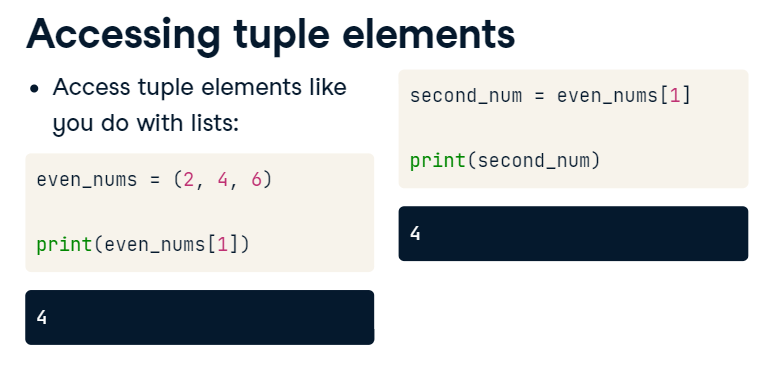 Accessing tuple elements
• Access tuple elements like
you do with lists:
even_nums = (2, 4, 6)
print(even_nums[1])
4
second_num = even_nums[1]
print(second_num)
4